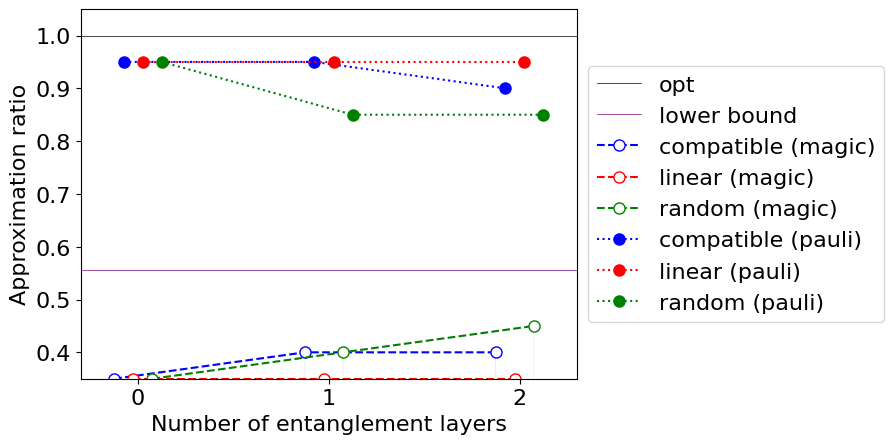 1.0
0.9
0.8
0.7
0.6
0.5
0.4
Approximation ratio
0 1 2
Number of entanglement layers
opt
lower bound
compatible (magic)
linear (magic)
random (magic)
compatible (pauli)
linear (pauli)
random (pauli)